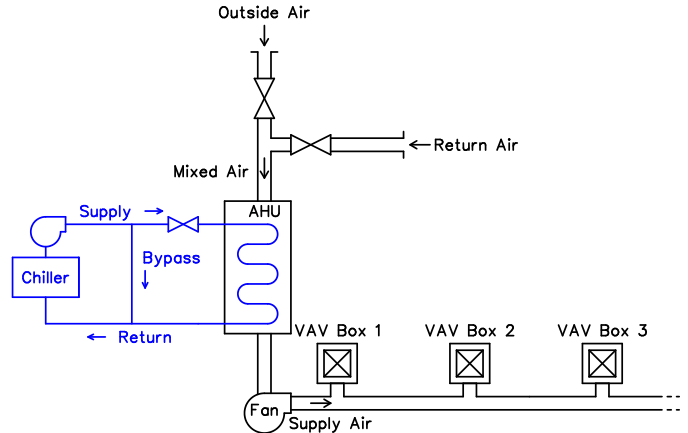 Outside Air
Return Air
Mixed Air
AHU
Supply
Bypass
Chiller
Return
VAV Box 1
VAV Box 2
VAV Box 3
Fan
Supply Air